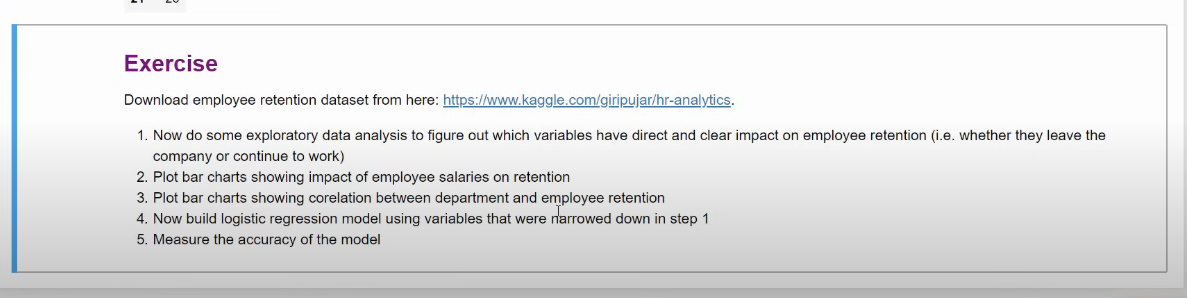 Exercise
Download employee retention dataset from here: https://www.kaggle.com/giripujar/hr-analytics.
1. Now do some exploratory data analysis to figure out which variables have direct and clear impact on employee retention (i.e. whether they leave the
company or continue to work)
2. Plot bar charts showing impact of employee salaries on retention
3. Plot bar charts showing corelation between department and employee retention
4. Now build logistic regression model using variables that were narrowed down in step 1
5. Measure the accuracy of the model